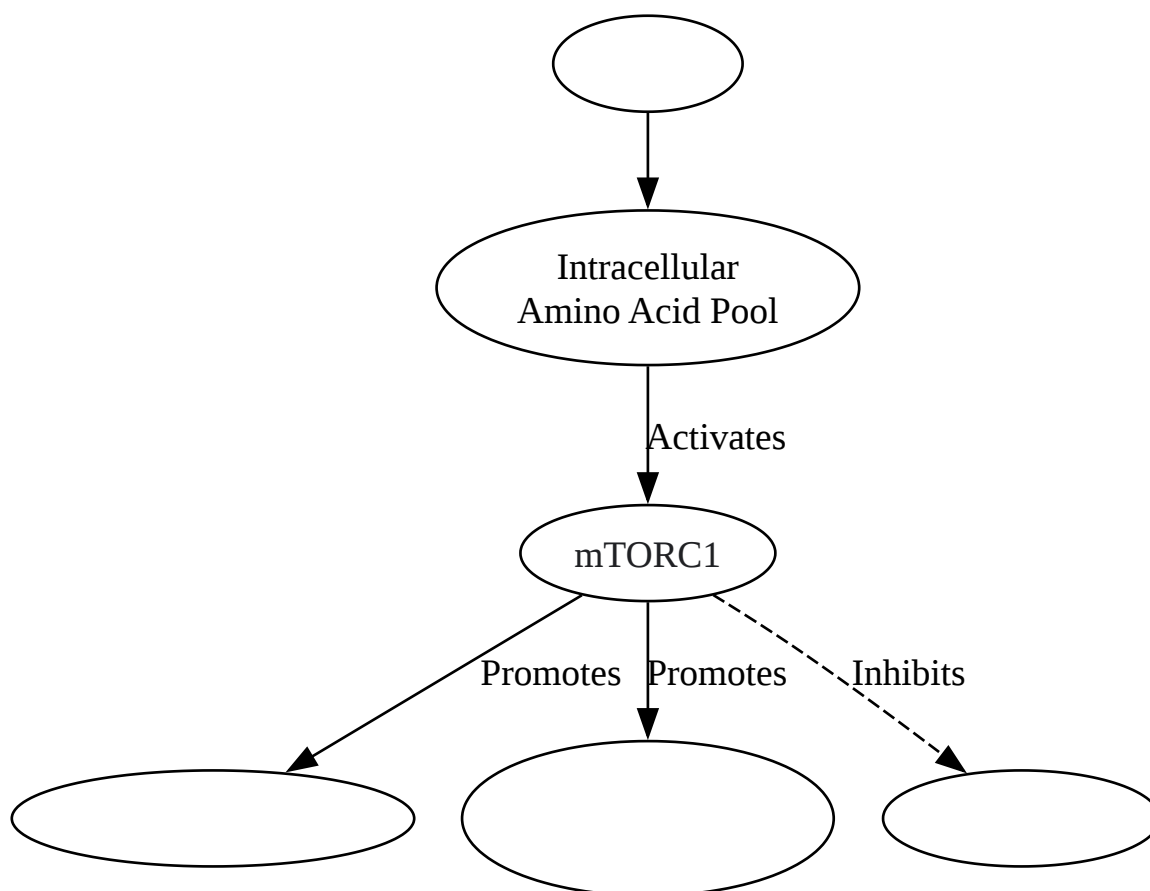 Intracellular
Amino Acid Pool
Activates
mTORC1
Promotes
Promotes
Inhibits